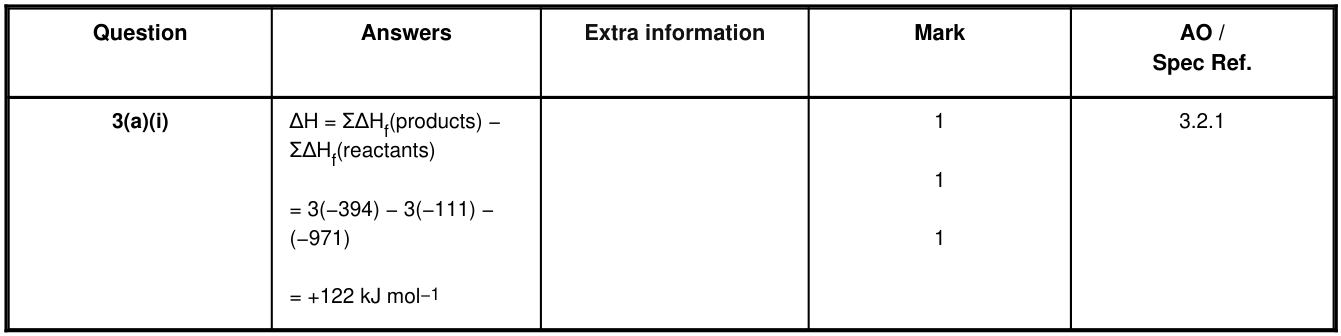 Question Answers Extra information Mark AO /
Spec Ref.
3(a)(i) ΔH = ΣΔHf(products) − 1 3.2.1
ΣΔHf(reactants)
1
= 3(−394) − 3(−111) −
(−971) 1
= +122 kJ mol−1